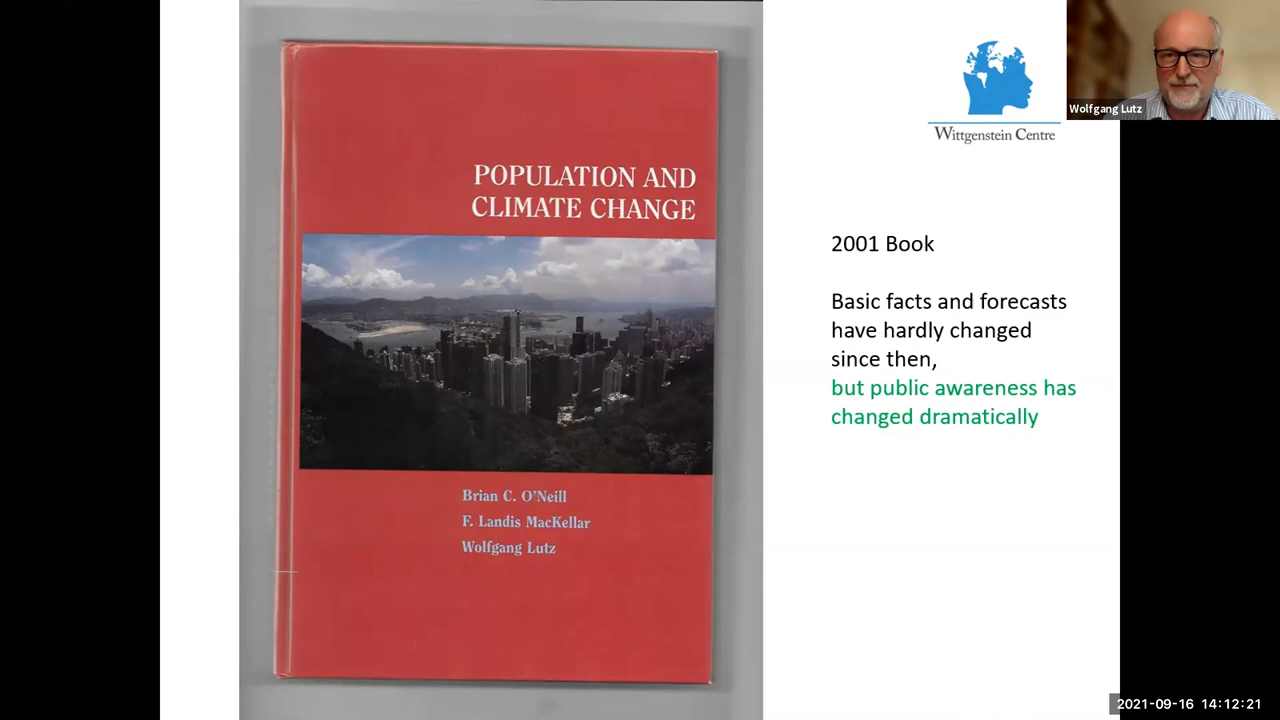 POPULATION AND
CLIMATE CHANGE
Brian C. O'Neill
F. Landis MacKellar
Wolfgang Lutz
Wittgenstein Centre
Wolfgang Lutz
2001 Book
Basic facts and forecasts
have hardly changed
since then,
but public awareness has
changed dramatically
2021-09-16 14:12:21